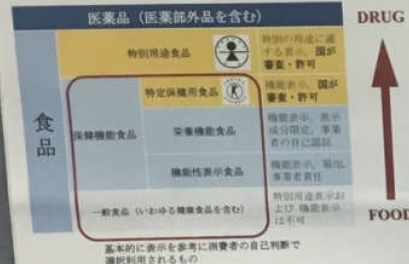 医薬品（医薬部外品を含む）
DRUG
特別用途食品
特別の用途に適
する表示、国が
審査・許可
特定保健用食品
機能表示、国が
審査・許可
食品
保健機能食品
栄養機能食品
機能表示、表示
成分限定、事業
者の自己認証
機能性表示食品
機能表示、届出、
事業者責任
一般食品（いわゆる健康食品を含む）
特別用途表示お
よび、機能表示
は不可
FOOD
基本的に表示を参考に消費者の自己判断で
選択利用されるもの